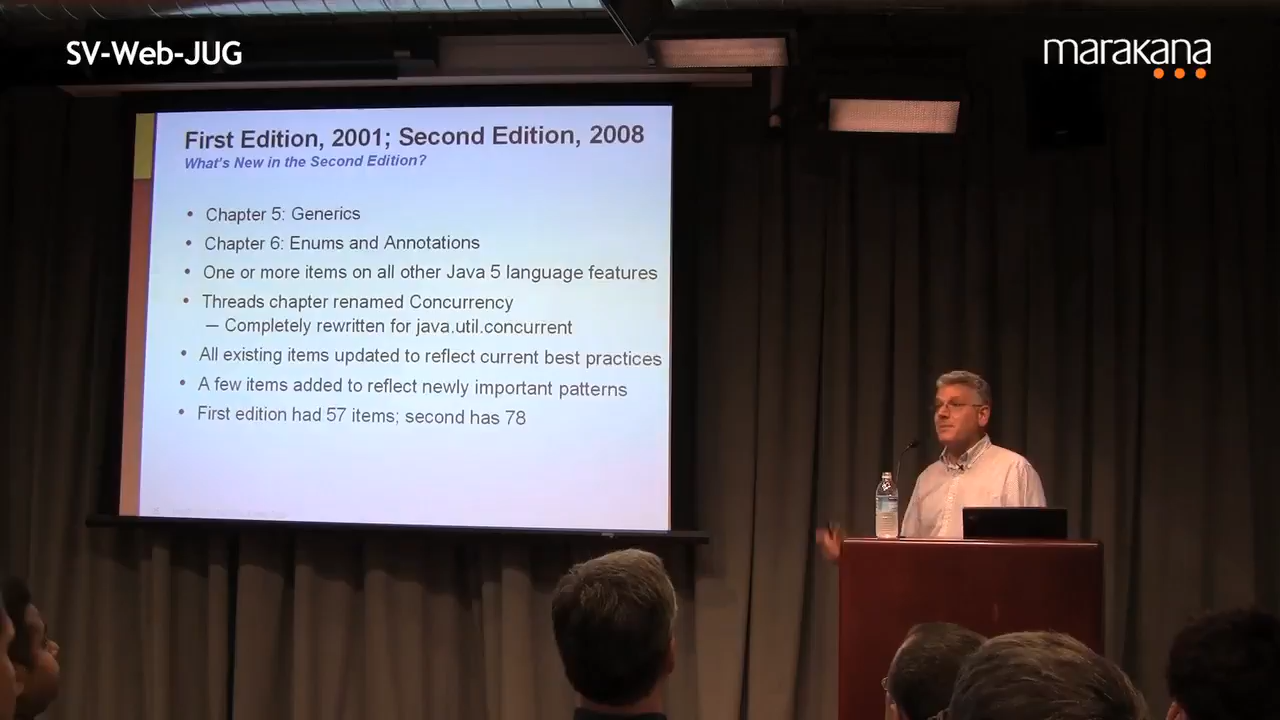 SV-Web-JUG
marakana
First Edition, 2001; Second Edition, 2008
What's New in the Second Edition?
• Chapter 5: Generics
• Chapter 6: Enums and Annotations
• One or more items on all other Java 5 language features
• Threads chapter renamed Concurrency
– Completely rewritten for java.util.concurrent
• All existing items updated to reflect current best practices
• A few items added to reflect newly important patterns
• First edition had 57 items; second has 78